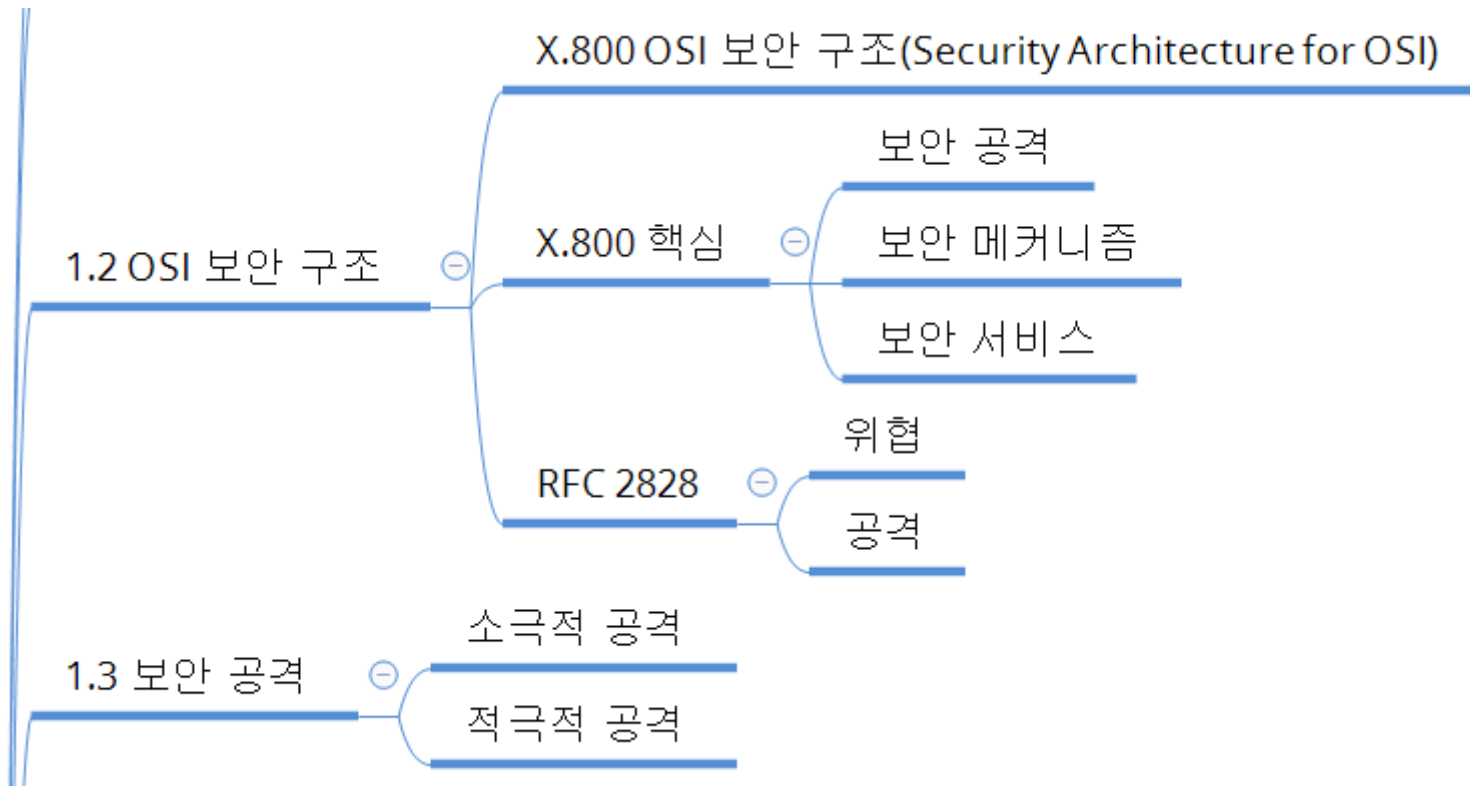 X.800 OSI 보안 구조(Security Architecture for OSI)
보안 공격
X.800 핵심
보안 메커니즘
1.2 OSI 보안 구조
보안 서비스
위협
RFC 2828
공격
소극적 공격
1.3 보안 공격
적극적 공격